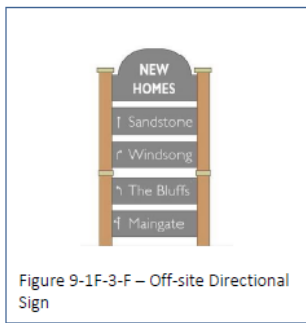 NEW
HOMES
↑ Sandstone
↱ Windsong
↰ The Bluffs
↰ Maingate
Figure 9-1F-3-F – Off-site Directional
Sign